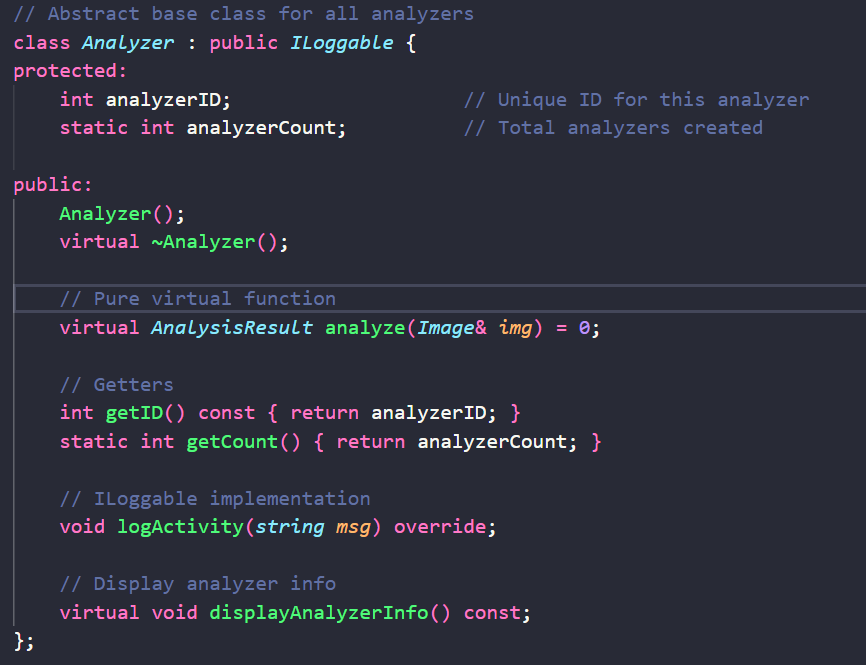 // Abstract base class for all analyzers
class Analyzer : public ILoggable {
protected:
    int analyzerID;                    // Unique ID for this analyzer
    static int analyzerCount;          // Total analyzers created

public:
    Analyzer();
    virtual ~Analyzer();

    // Pure virtual function
    virtual AnalysisResult analyze(Image& img) = 0;

    // Getters
    int getID() const { return analyzerID; }
    static int getCount() { return analyzerCount; }

    // ILoggable implementation
    void logActivity(string msg) override;

    // Display analyzer info
    virtual void displayAnalyzerInfo() const;
};